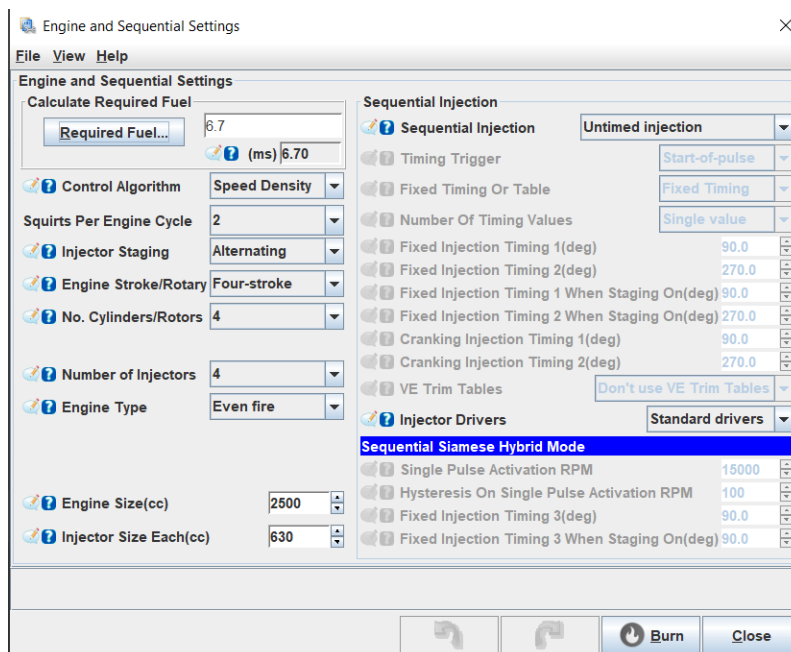 Engine and Sequential Settings
File View Help
Engine and Sequential Settings
Calculate Required Fuel
Required Fuel... 6.7
(ms) 6.70
Control Algorithm Speed Density
Squirts Per Engine Cycle 2
Injector Staging Alternating
Engine Stroke/Rotary Four-stroke
No. Cylinders/Rotors 4
Number of Injectors 4
Engine Type Even fire
Engine Size(cc) 2500
Injector Size Each(cc) 630
Sequential Injection
Sequential Injection Untimed injection
Timing Trigger Start-of-pulse
Fixed Timing Or Table Fixed Timing
Number Of Timing Values Single value
Fixed Injection Timing 1(deg) 90.0
Fixed Injection Timing 2(deg) 270.0
Fixed Injection Timing 1 When Staging On(deg) 90.0
Fixed Injection Timing 2 When Staging On(deg) 270.0
Cranking Injection Timing 1(deg) 90.0
Cranking Injection Timing 2(deg) 270.0
VE Trim Tables Don't use VE Trim Tables
Injector Drivers Standard drivers
Sequential Siamese Hybrid Mode
Single Pulse Activation RPM 15000
Hysteresis On Single Pulse Activation RPM 100
Fixed Injection Timing 3(deg) 90.0
Fixed Injection Timing 3 When Staging On(deg) 90.0
Burn Close